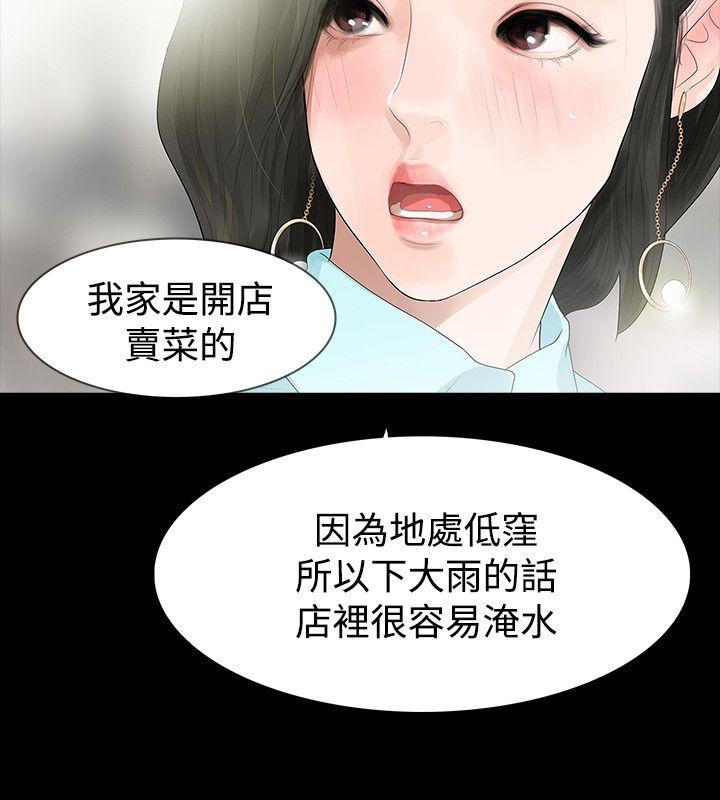 我家是開店
賣菜的
因為地處低窪
所以下大雨的話
店裡很容易淹水